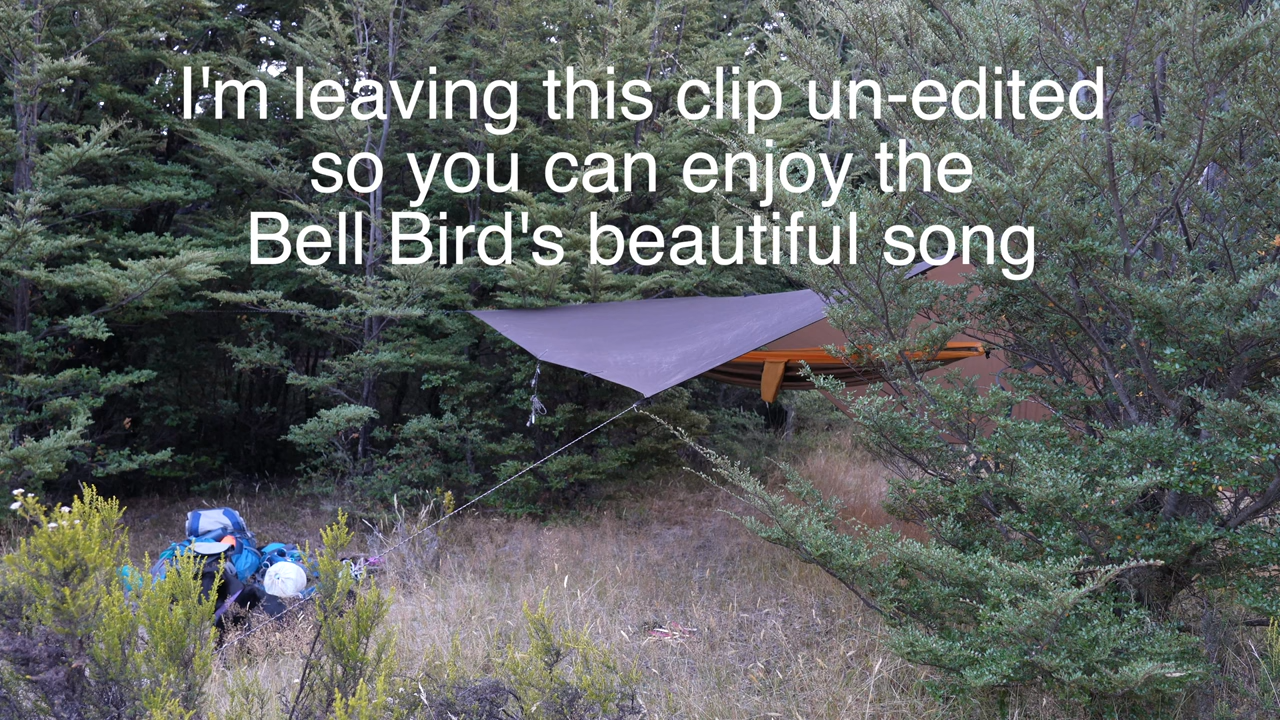 I'm leaving this clip un-edited
so you can enjoy the
Bell Bird's beautiful song